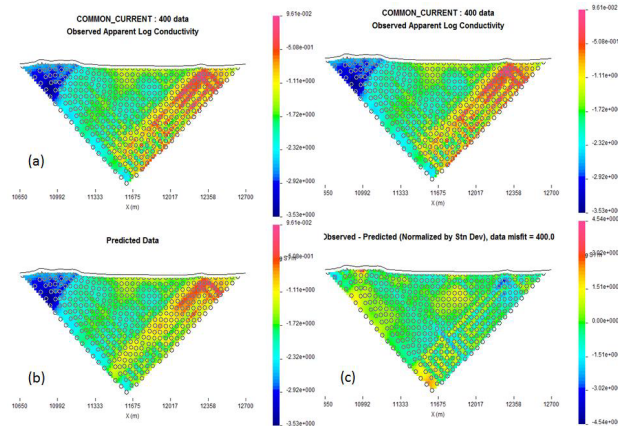 COMMON_CURRENT : 400 data
Observed Apparent Log Conductivity
9.61e-002
-5.08e-001
-1.11e+000
-1.72e+000
-2.32e+000
-2.92e+000
-3.53e+000
(a)
10650 10992 11333 11675 12017 12358 12700
X (m)
COMMON_CURRENT : 400 data
Observed Apparent Log Conductivity
9.61e-002
-5.08e-001
-1.11e+000
-1.72e+000
-2.32e+000
-2.92e+000
-3.53e+000
550 10992 11333 11675 12017 12358 12700
X (m)
Predicted Data
9.61e-002
-1.11e+000
-1.72e+000
-2.32e+000
-2.92e+000
-3.53e+000
(b)
10650 10992 11333 11675 12017 12358 12700
X (m)
Observed - Predicted (Normalized by Stn Dev), data misfit = 400.0
4.54e+000
1.51e+000
0.00e+000
-1.51e+000
-3.02e+000
-4.54e+000
(c)
10650 10992 11333 11675 12017 12358 12700
X (m)